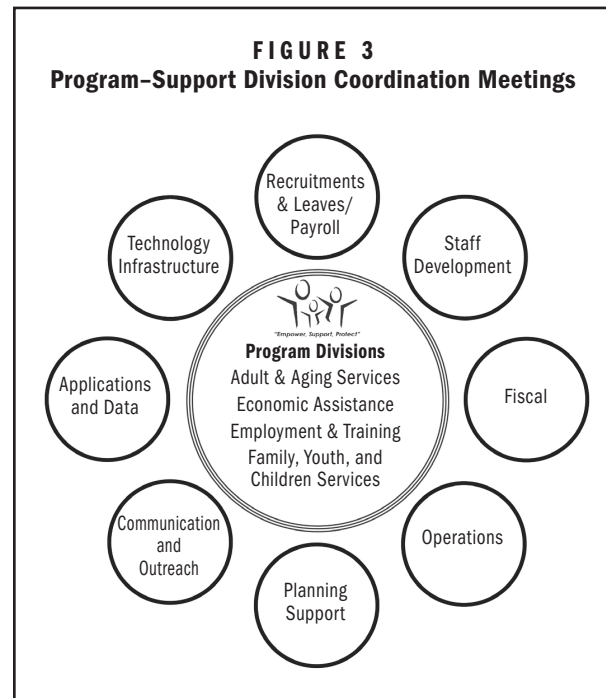 FIGURE 3
Program–Support Division Coordination Meetings
Recruitments
& Leaves/
Payroll
Technology
Infrastructure
Staff
Development
"Empower, Support, Protect"
Program Divisions
Adult & Aging Services
Economic Assistance
Employment & Training
Family, Youth, and
Children Services
Applications
and Data
Fiscal
Communication
and
Outreach
Operations
Planning
Support